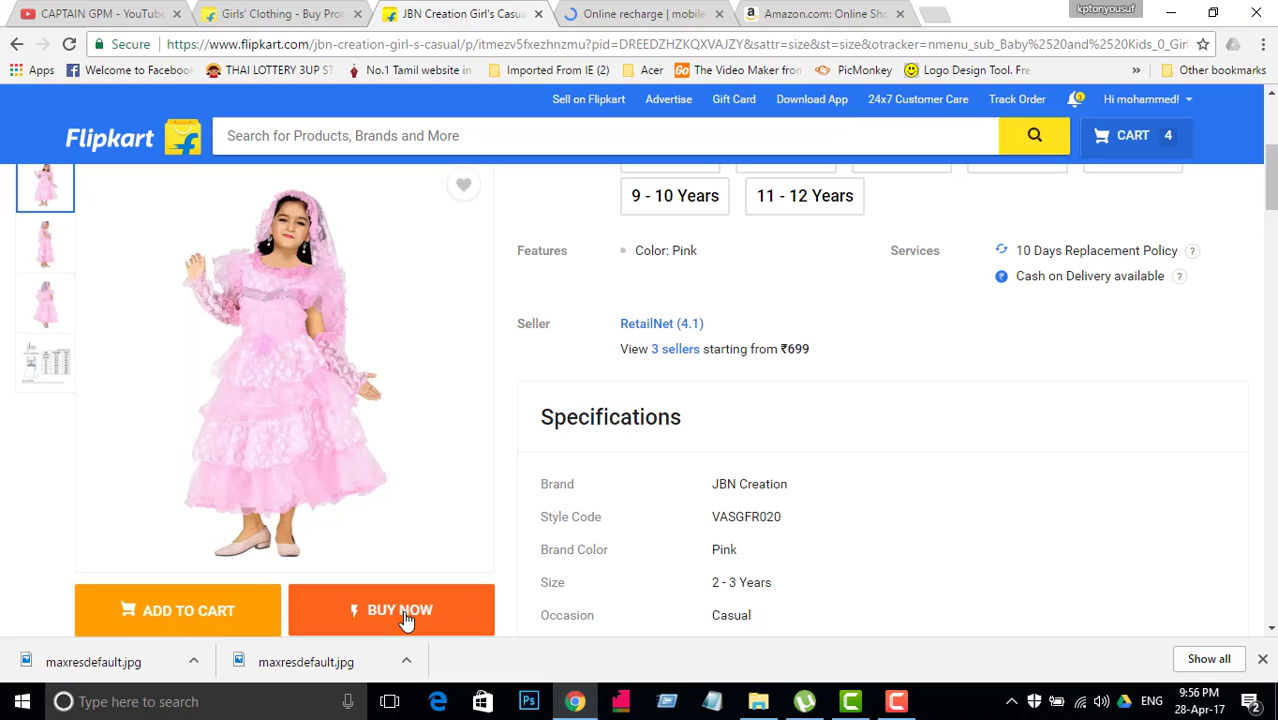 CAPTAIN GPM - YouTube
Girls' Clothing - Buy Pro
JBN Creation Girl's Casu
Online recharge | mobile
Amazon.com: Online Sh
kptonyousuf
Secure
https://www.flipkart.com/jbn-creation-girl-s-casual/p/itmezv5fxezhnzmu?pid=DREEDZHZKQXVAJZY&sattr=size&st=size&otracker=nmenu_sub_Baby%2520and%2520Kids_0_Girl
Apps
Welcome to Facebook
THAI LOTTERY 3UP ST
No.1 Tamil website in
Imported From IE (2)
Acer
The Video Maker from
PicMonkey
Logo Design Tool. Fre
»
Other bookmarks
Sell on Flipkart
Advertise
Gift Card
Download App
24x7 Customer Care
Track Order
Hi mohammed!
Flipkart
Search for Products, Brands and More
CART 4
9 - 10 Years
11 - 12 Years
Features
Color: Pink
Services
10 Days Replacement Policy ?
Cash on Delivery available ?
Seller
RetailNet (4.1)
View 3 sellers starting from ₹699
Specifications
Brand JBN Creation
Style Code VASGFR020
Brand Color Pink
Size 2 - 3 Years
Occasion Casual
ADD TO CART
BUY NOW
maxresdefault.jpg
maxresdefault.jpg
Show all
Type here to search
Ps
ENG
9:56 PM
28-Apr-17
2